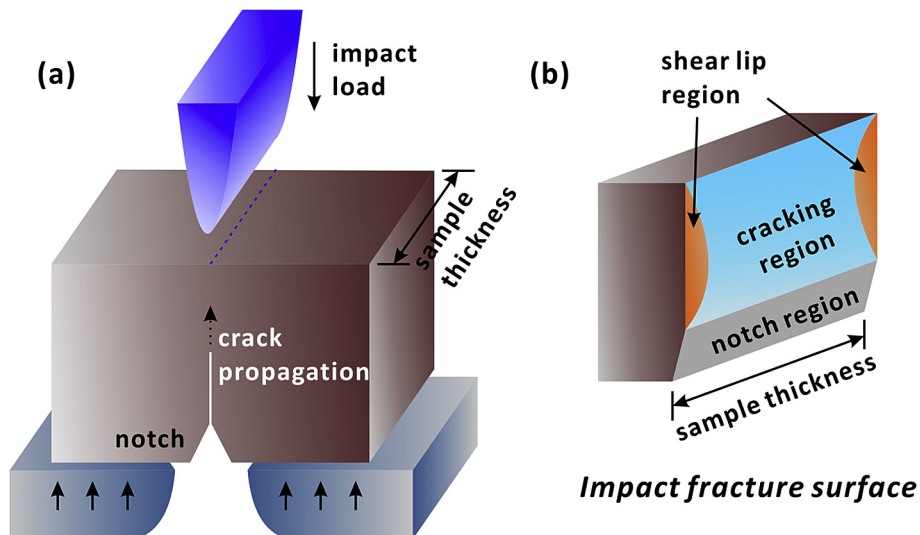 (a)
impact
load
sample
thickness
crack
propagation
notch
(b)
shear lip
region
cracking
region
notch region
sample thickness
Impact fracture surface